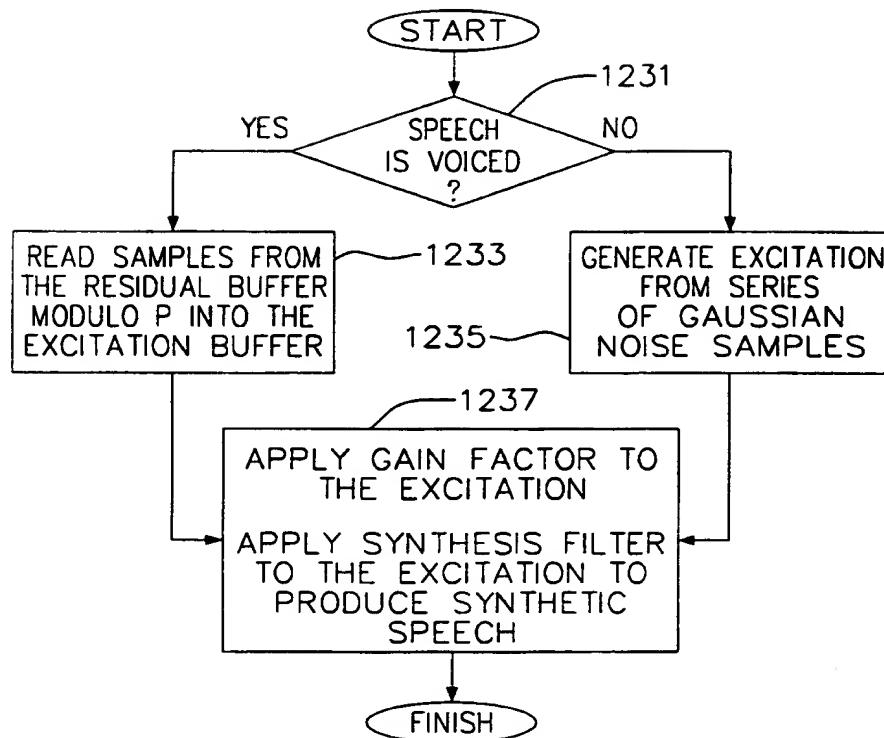 START
1231
YES
NO
SPEECH
IS VOICED
?
READ SAMPLES FROM
THE RESIDUAL BUFFER
MODULO P INTO THE
EXCITATION BUFFER
1233
GENERATE EXCITATION
FROM SERIES
OF GAUSSIAN
NOISE SAMPLES
1235
1237
APPLY GAIN FACTOR TO
THE EXCITATION
APPLY SYNTHESIS FILTER
TO THE EXCITATION TO
PRODUCE SYNTHETIC
SPEECH
FINISH